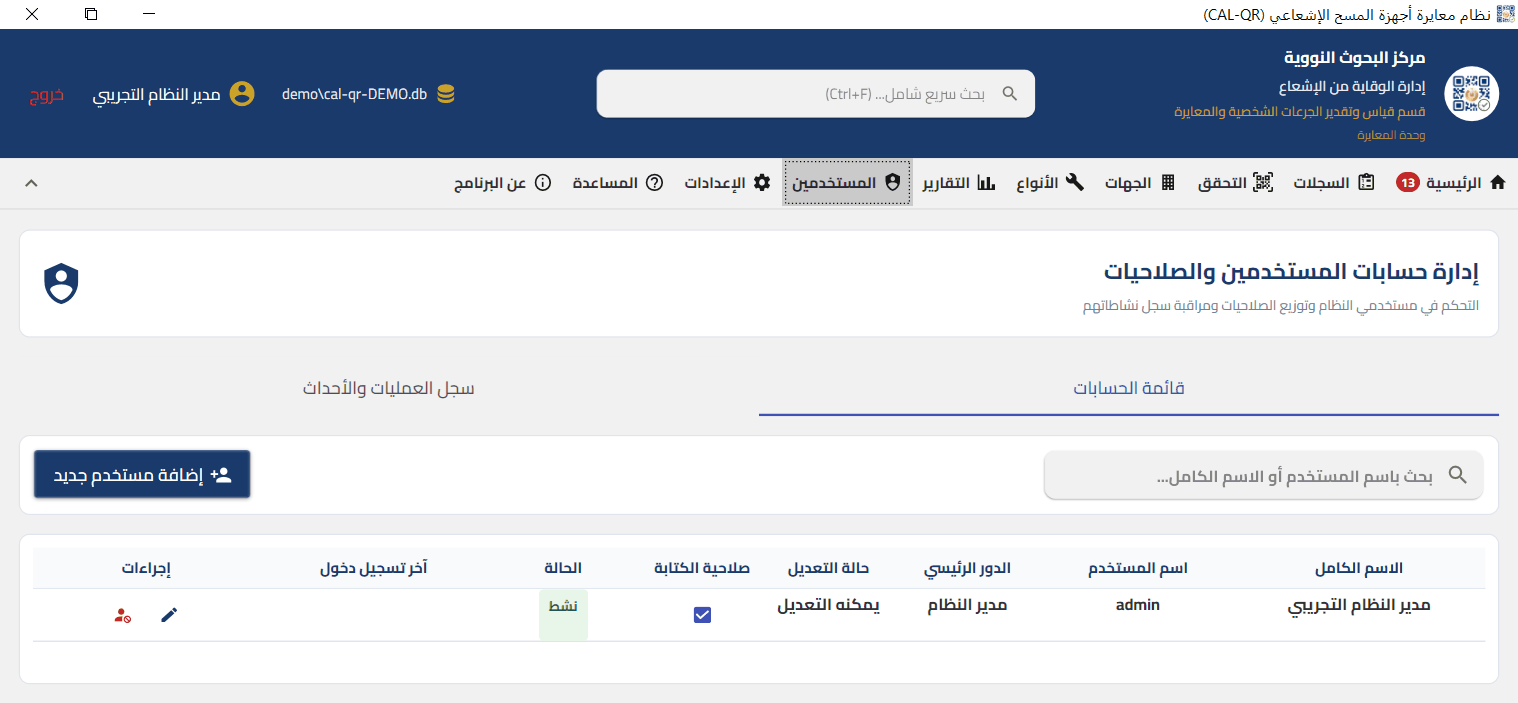 نظام معايرة أجهزة المسح الإشعاعي (CAL-QR)
مركز البحوث النووية
إدارة الوقاية من الإشعاع
قسم قياس وتقدير الجرعات الشخصية والمعايرة
وحدة المعايرة
بحث سريع شامل... (Ctrl+F)
demo\cal-qr-DEMO.db
مدير النظام التجريبي
خروج
الرئيسية 13 السجلات التحقق الجهات الأنواع التقارير المستخدمين الإعدادات المساعدة عن البرنامج
إدارة حسابات المستخدمين والصلاحيات
التحكم في مستخدمي النظام وتوزيع الصلاحيات ومراقبة سجل نشاطاتهم
قائمة الحسابات سجل العمليات والأحداث
بحث باسم المستخدم أو الاسم الكامل... إضافة مستخدم جديد
الاسم الكامل اسم المستخدم الدور الرئيسي حالة التعديل صلاحية الكتابة الحالة آخر تسجيل دخول إجراءات
مدير النظام التجريبي admin مدير النظام يمكنه التعديل نشط